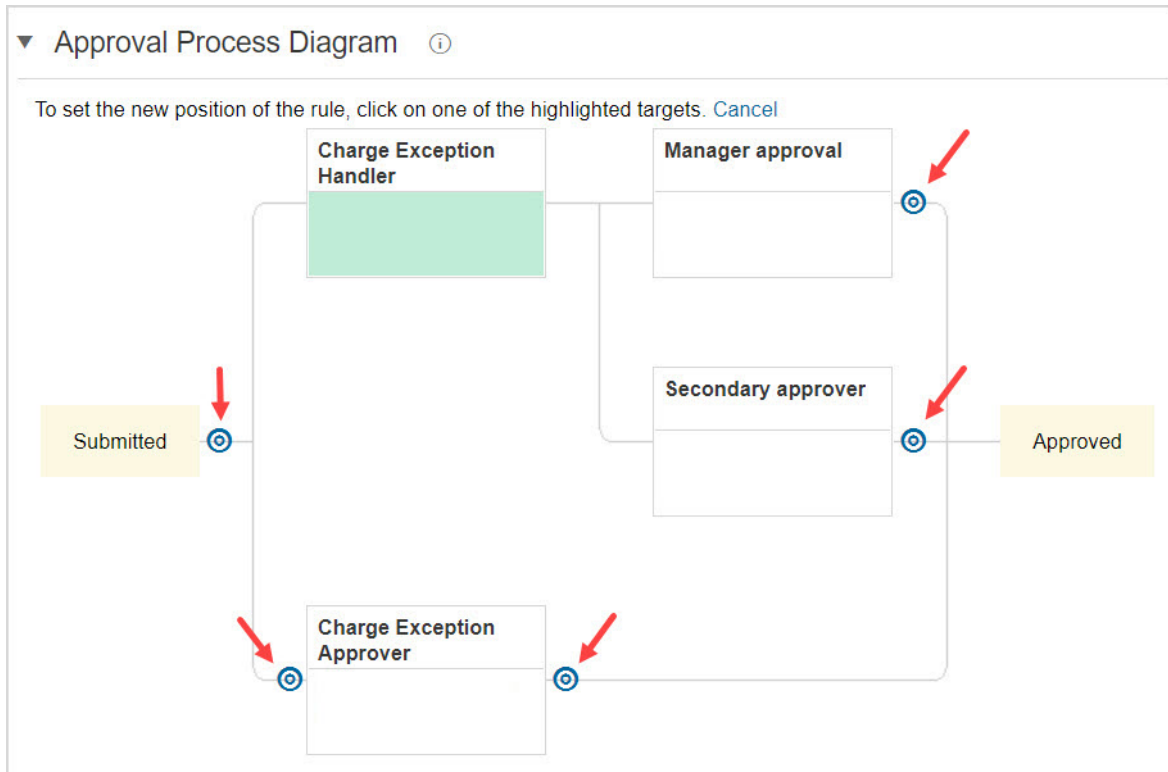 Approval Process Diagram
To set the new position of the rule, click on one of the highlighted targets. Cancel
Charge Exception
Handler
Manager approval
Secondary approver
Submitted
Approved
Charge Exception
Approver